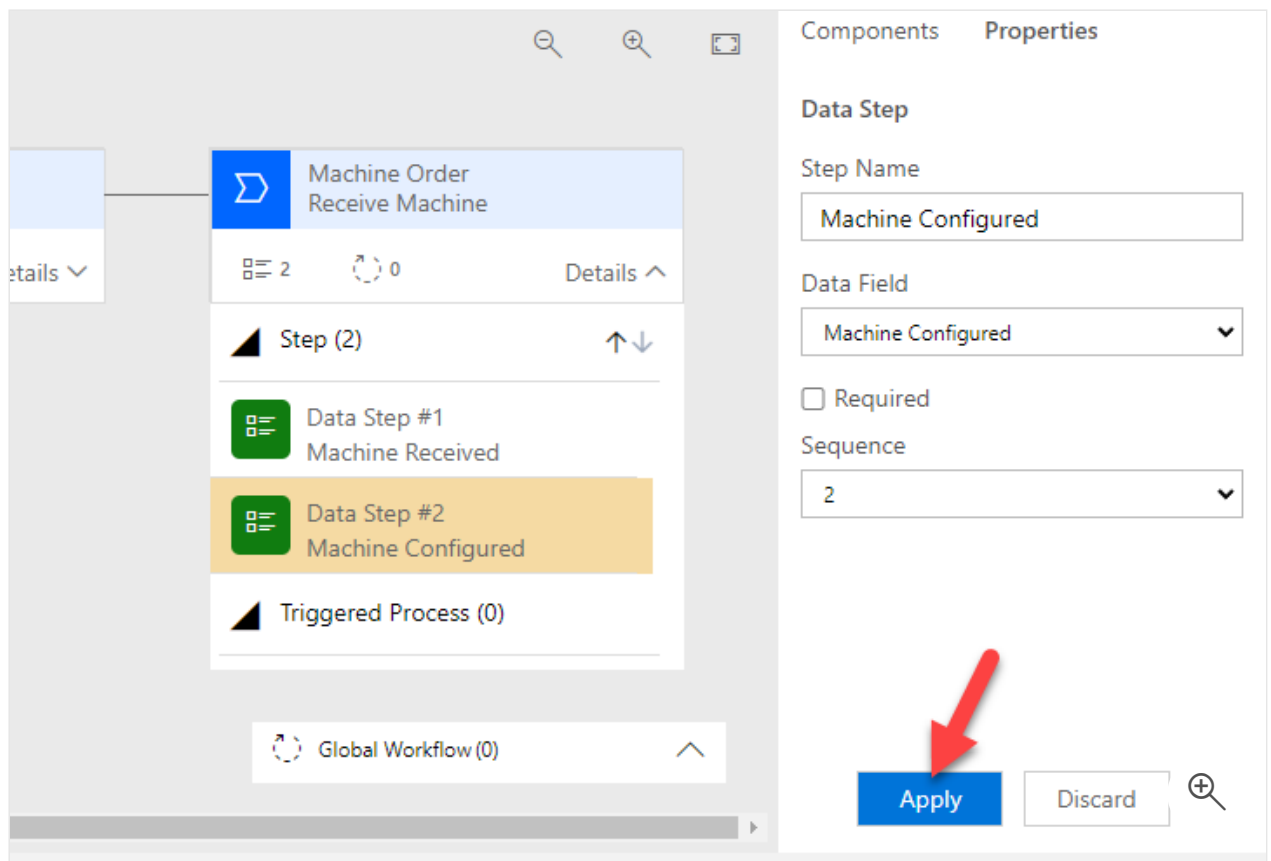 Components Properties
Data Step
Step Name
Machine Configured
Data Field
Machine Configured
Required
Sequence
2
Apply Discard
Machine Order
Receive Machine
etails
2 0 Details
Step (2)
Data Step #1
Machine Received
Data Step #2
Machine Configured
Triggered Process (0)
Global Workflow (0)